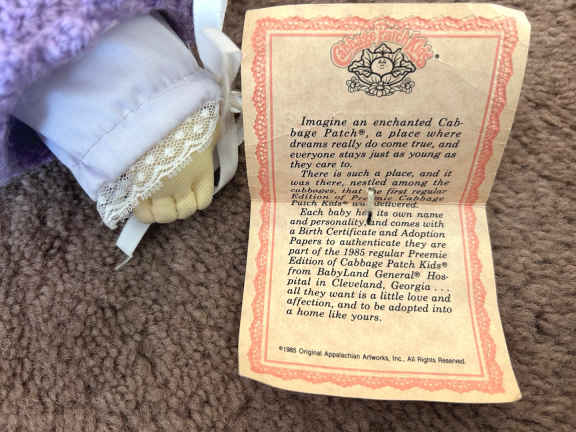 Cabbage Patch Kids®
Imagine an enchanted Cab-
bage Patch®, a place where
dreams really do come true, and
everyone stays just as young as
they care to.
There is such a place, and it
was there, nestled among the
cabbages, that the first regular
Edition of Preemie Cabbage
Patch Kids® was delivered.
Each baby has its own name
and personality and comes with
a Birth Certificate and Adoption
Papers to authenticate they are
part of the 1985 regular Preemie
Edition of Cabbage Patch Kids®
from BabyLand General® Hos-
pital in Cleveland, Georgia . . .
all they want is a little love and
affection, and to be adopted into
a home like yours.
©1985 Original Appalachian Artworks, Inc., All Rights Reserved.